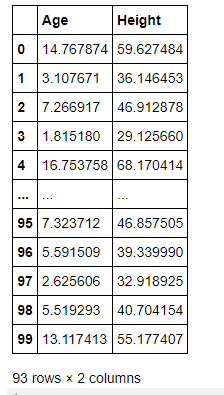 Age Height
0 14.767874 59.627484
1 3.107671 36.146453
2 7.266917 46.912878
3 1.815180 29.125660
4 16.753758 68.170414
... ... ...
95 7.323712 46.857505
96 5.591509 39.339990
97 2.625606 32.918925
98 5.519293 40.704154
99 13.117413 55.177407
93 rows × 2 columns